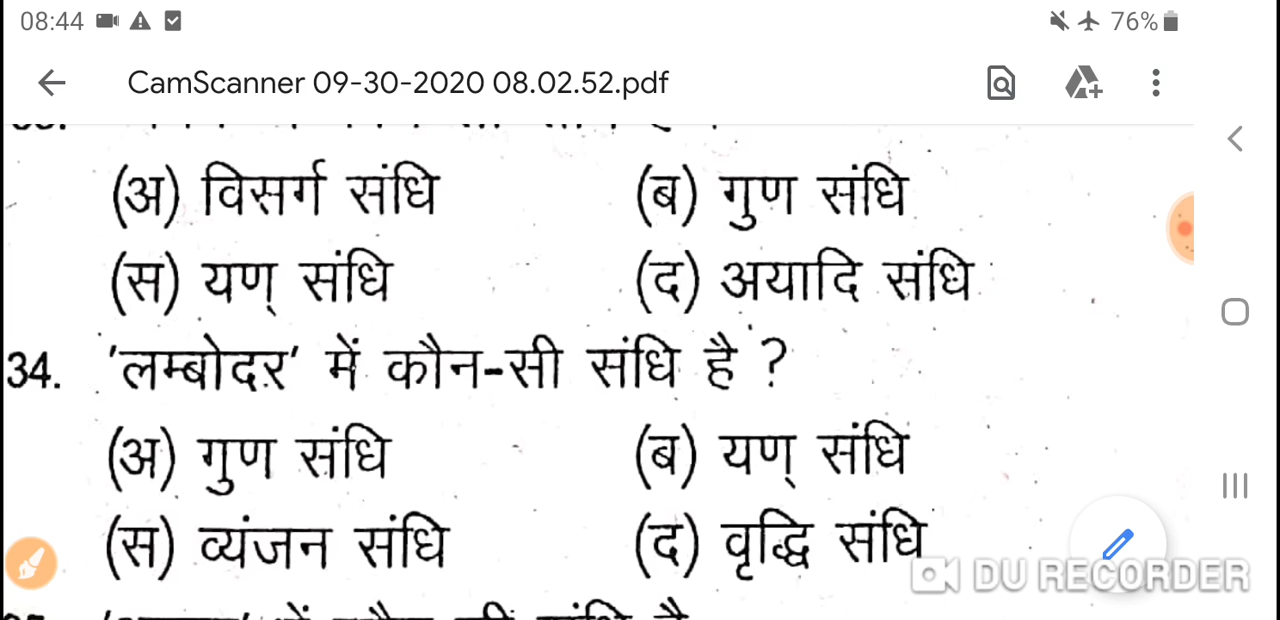 08:44
76%
CamScanner 09-30-2020 08.02.52.pdf
(अ) विसर्ग संधि (ब) गुण संधि
(स) यण् संधि (द) अयादि संधि
34. 'लम्बोदर' में कौन-सी संधि है ?
(अ) गुण संधि (ब) यण् संधि
(स) व्यंजन संधि (द) वृद्धि संधि
DU RECORDER